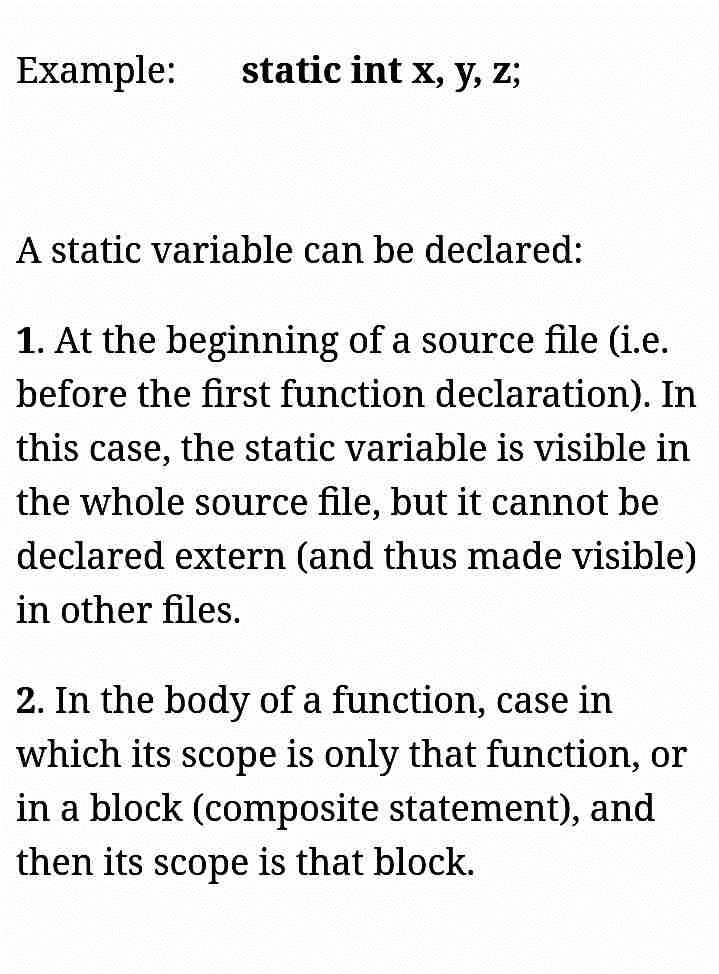 Example: static int x, y, z;
A static variable can be declared:
1. At the beginning of a source file (i.e.
before the first function declaration). In
this case, the static variable is visible in
the whole source file, but it cannot be
declared extern (and thus made visible)
in other files.
2. In the body of a function, case in
which its scope is only that function, or
in a block (composite statement), and
then its scope is that block.